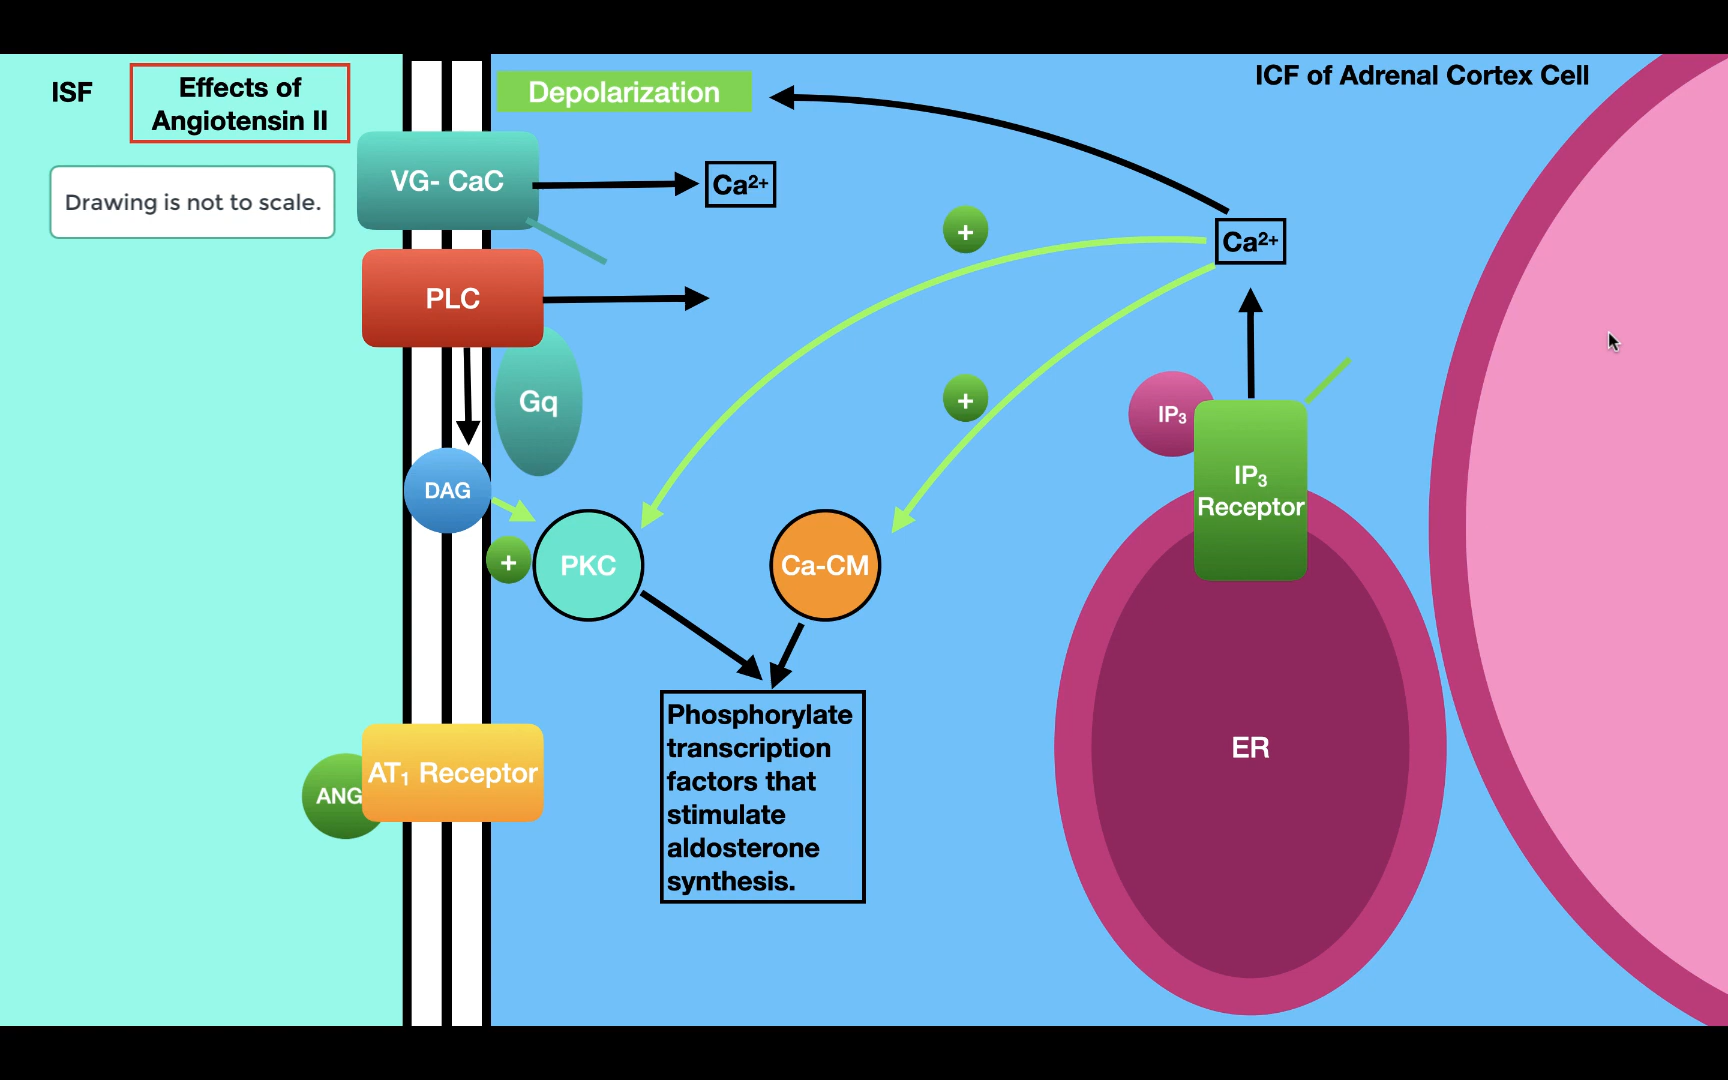 ISF
Effects of
Angiotensin II
Depolarization
ICF of Adrenal Cortex Cell
Drawing is not to scale.
VG- CaC
Ca²⁺
+
Ca²⁺
PLC
Gq
+
IP₃
IP₃
Receptor
DAG
+
PKC
Ca-CM
Phosphorylate
transcription
factors that
stimulate
aldosterone
synthesis.
ER
ANG
AT₁ Receptor